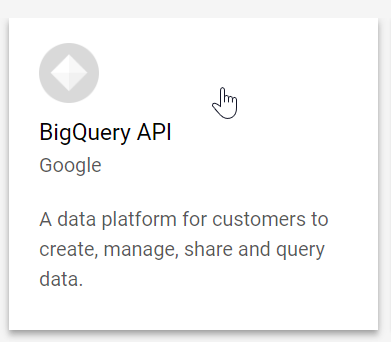 BigQuery API
Google
A data platform for customers to
create, manage, share and query
data.